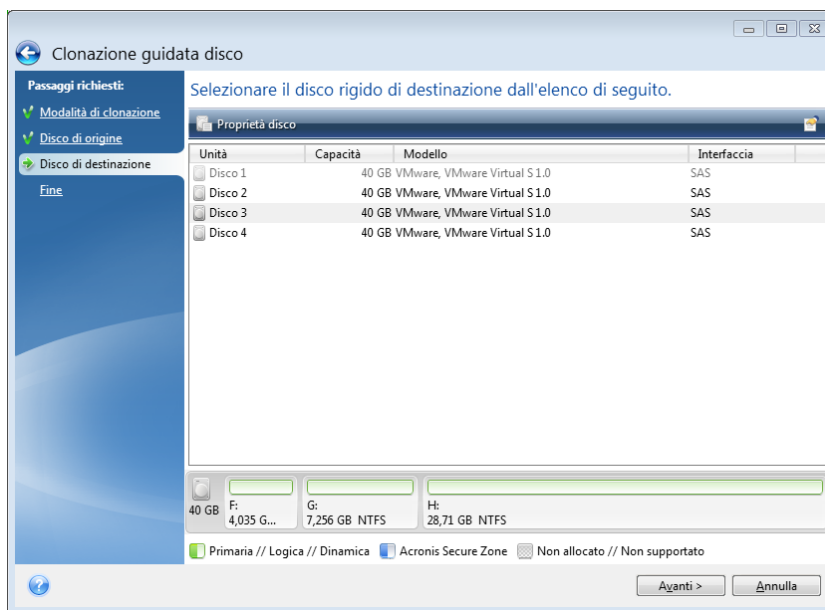 Clonazione guidata disco
Passaggi richiesti:
Modalità di clonazione
Disco di origine
Disco di destinazione
Fine
Selezionare il disco rigido di destinazione dall'elenco di seguito.
Proprietà disco
Unità Capacità Modello Interfaccia
Disco 1 40 GB VMware, VMware Virtual S 1.0 SAS
Disco 2 40 GB VMware, VMware Virtual S 1.0 SAS
Disco 3 40 GB VMware, VMware Virtual S 1.0 SAS
Disco 4 40 GB VMware, VMware Virtual S 1.0 SAS
40 GB
F:
4,035 G...
G:
7,256 GB NTFS
H:
28,71 GB NTFS
Primaria // Logica // Dinamica Acronis Secure Zone Non allocato // Non supportato
Avanti > Annulla